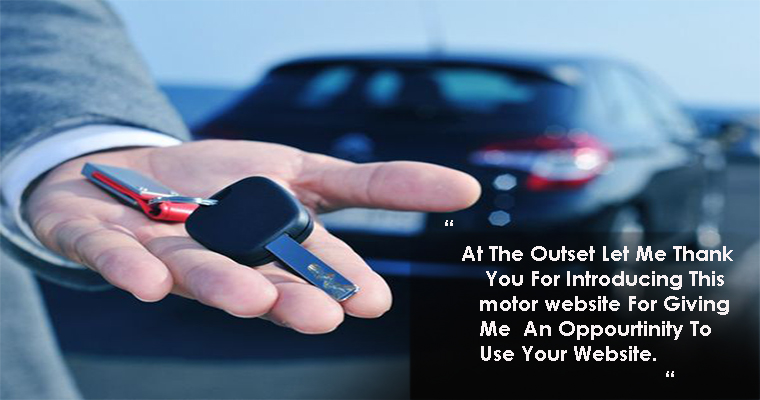 “
At The Outset Let Me Thank
You For Introducing This
motor website For Giving
Me An Oppourtinity To
Use Your Website.
“